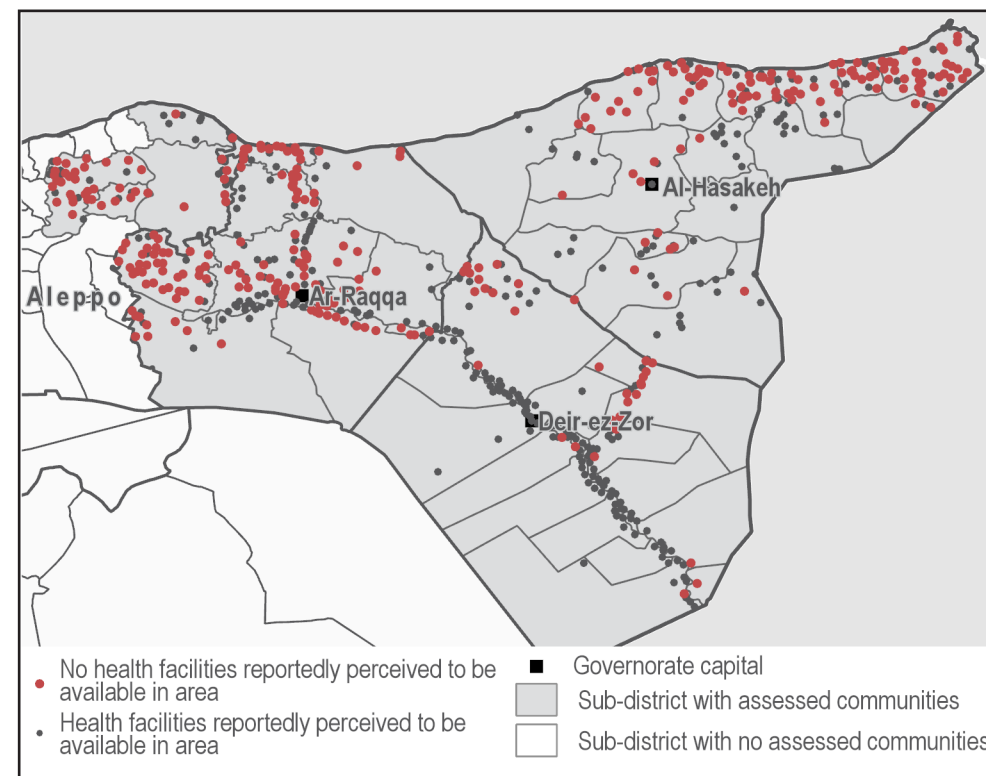 Al-Hasakeh
Aleppo
Ar-Raqqa
Deir-ez-Zor
No health facilities reportedly perceived to be
available in area
Health facilities reportedly perceived to be
available in area
Governorate capital
Sub-district with assessed communities
Sub-district with no assessed communities